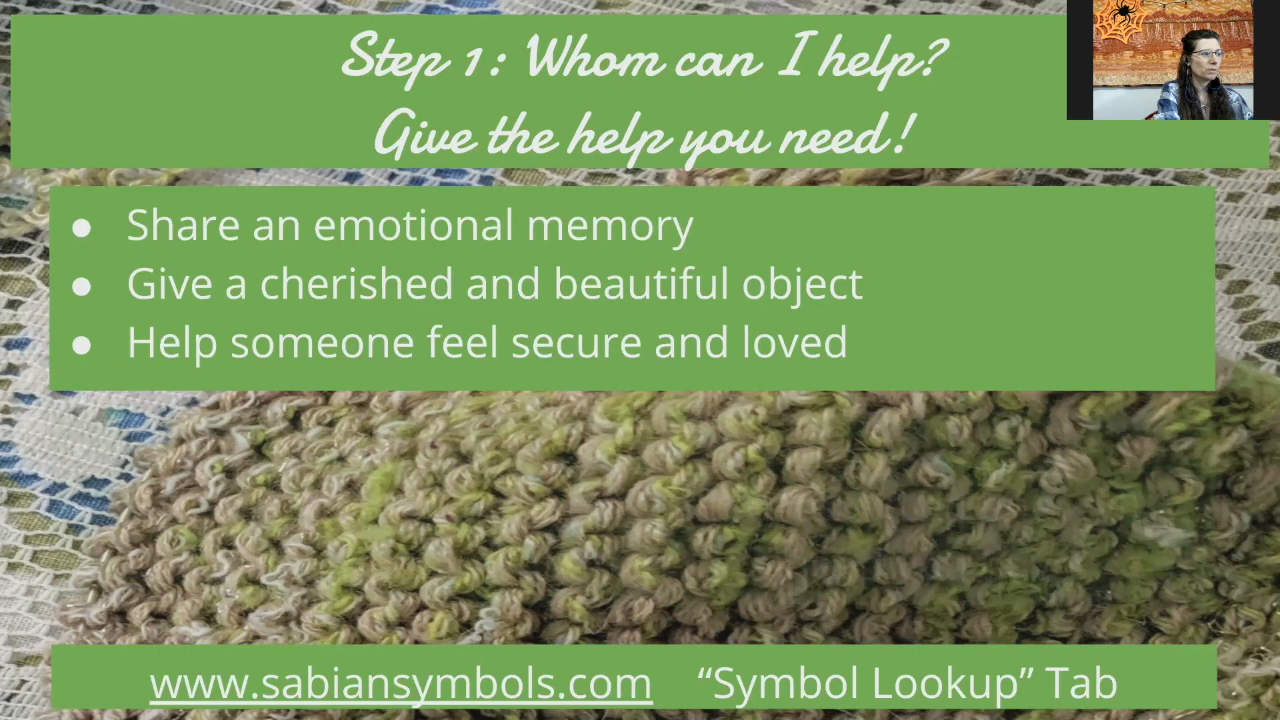 Step 1: Whom can I help?
Give the help you need!
● Share an emotional memory
● Give a cherished and beautiful object
● Help someone feel secure and loved
www.sabiansymbols.com “Symbol Lookup” Tab